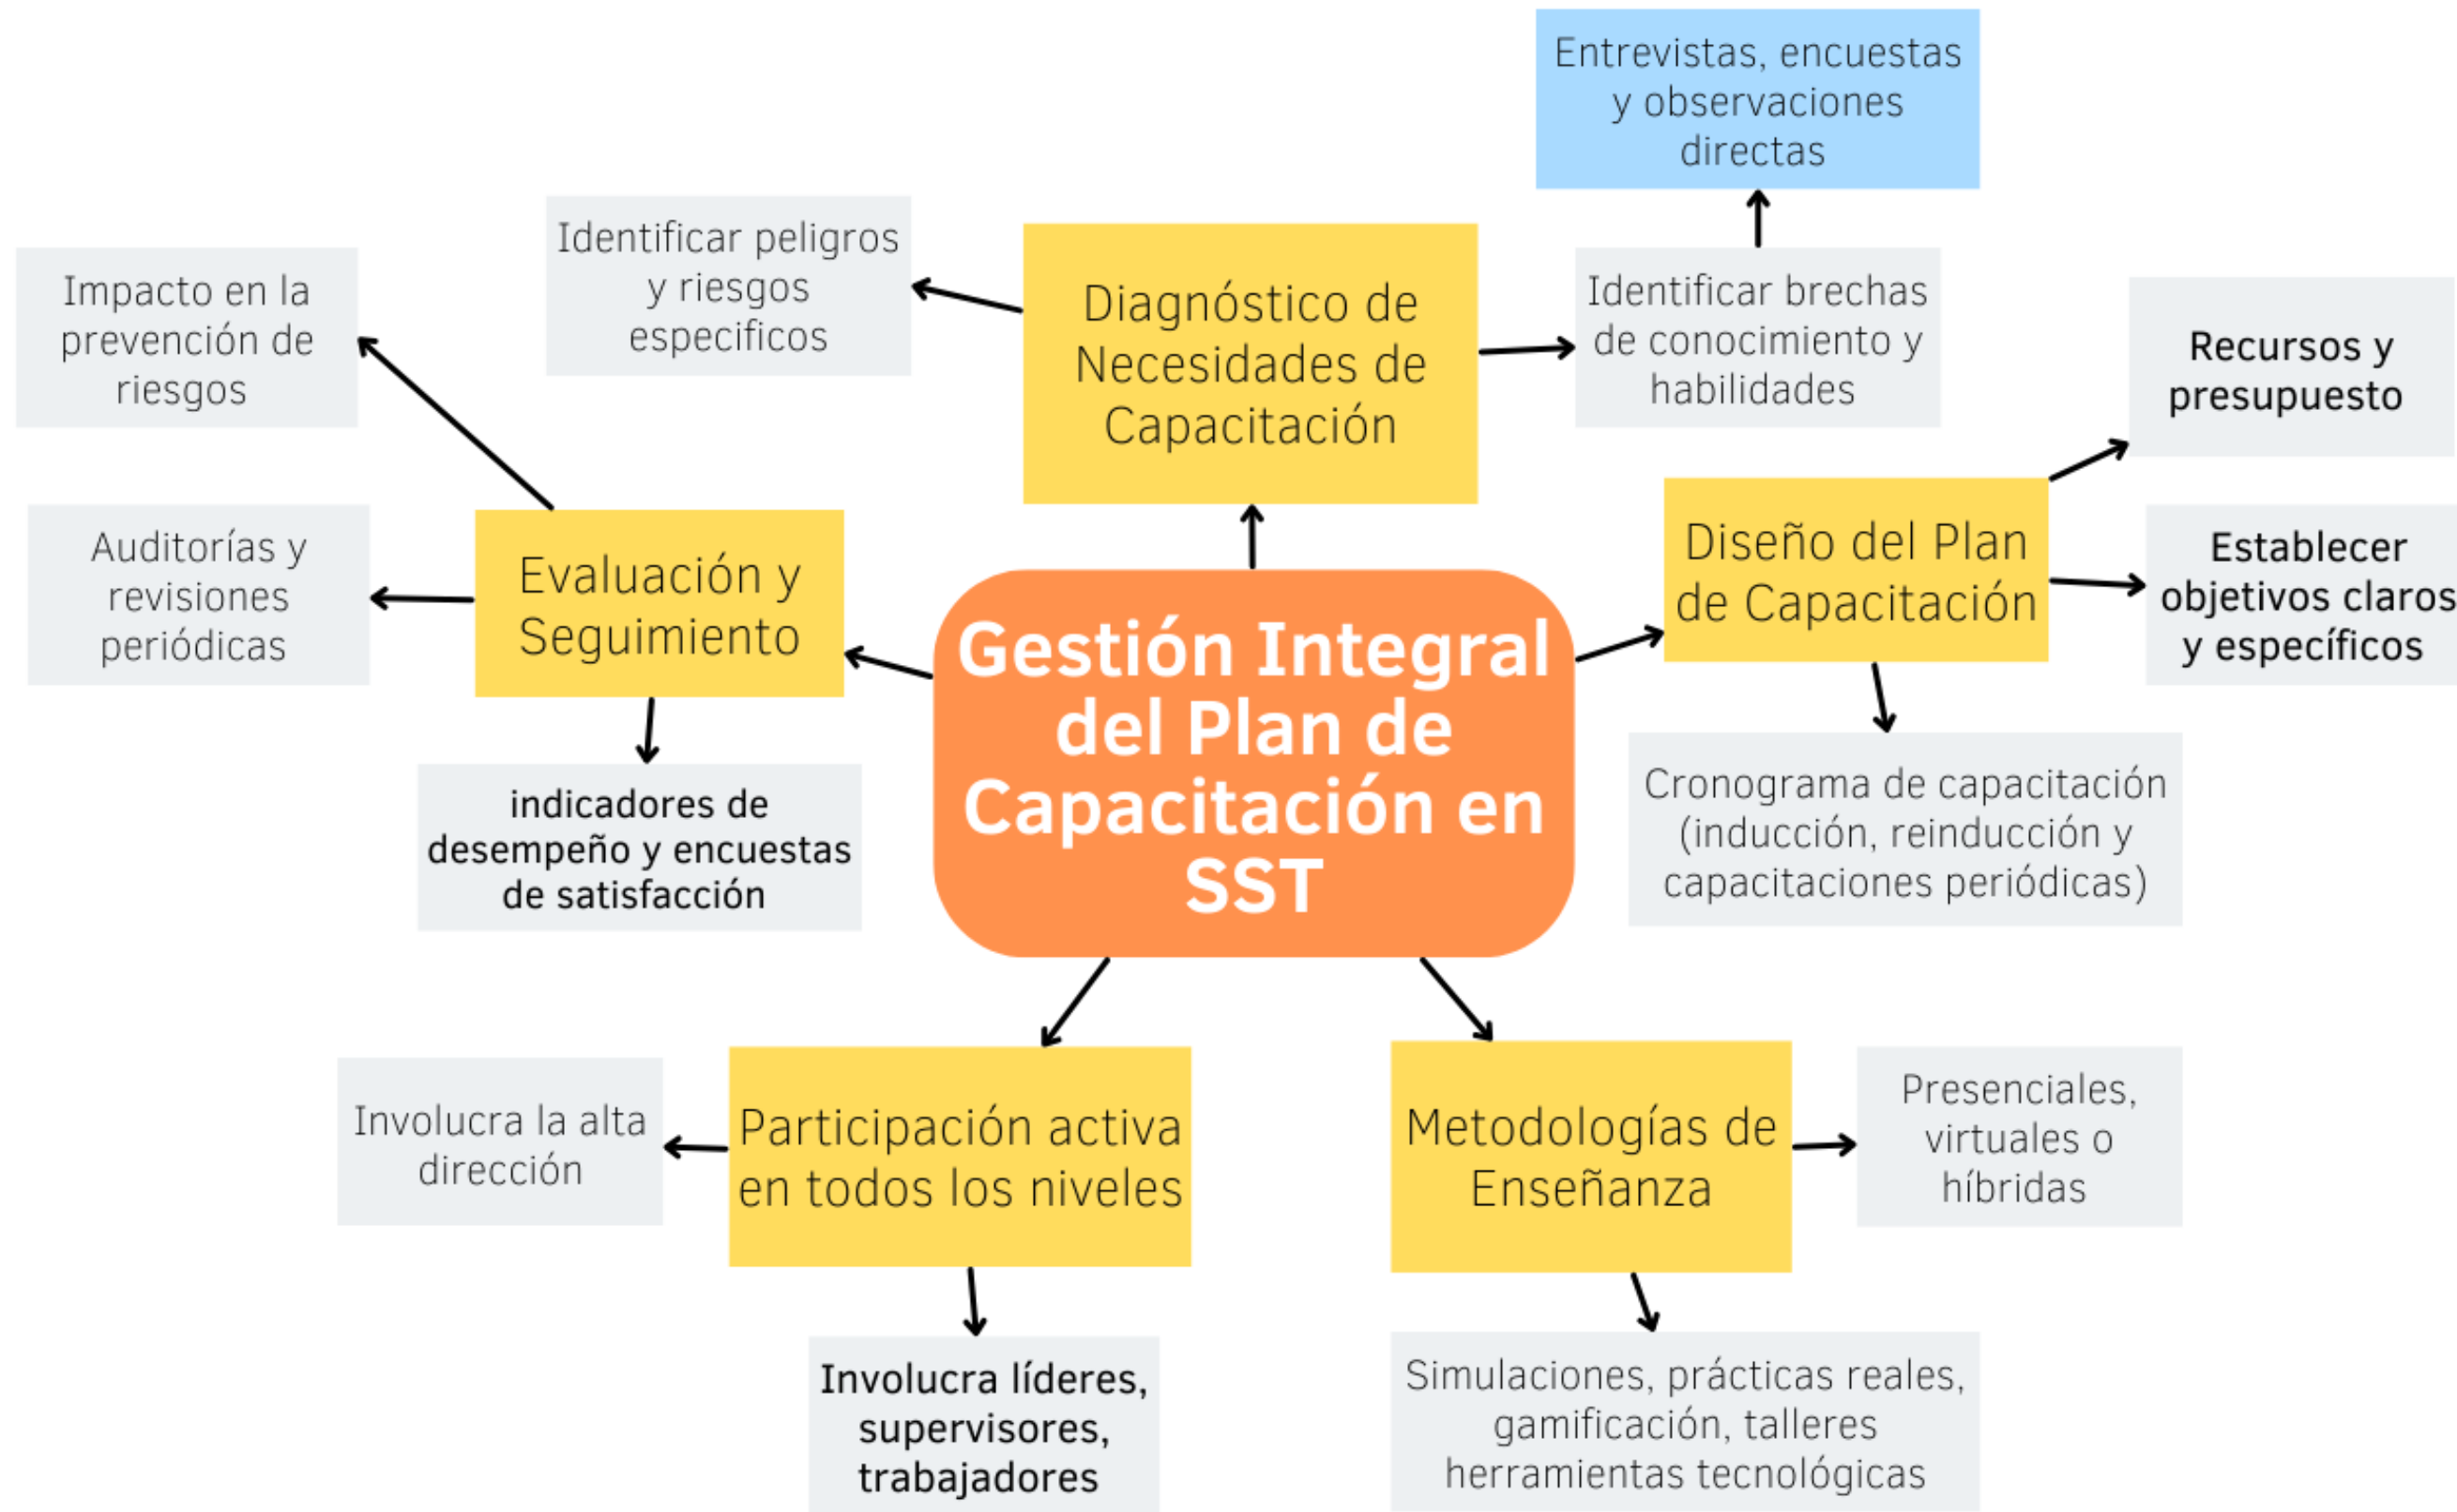 Entrevistas, encuestas
y observaciones
directas
Identificar peligros
y riesgos
especificos
Diagnóstico de
Necesidades de
Capacitación
Identificar brechas
de conocimiento y
habilidades
Impacto en la
prevención de
riesgos
Recursos y
presupuesto
Auditorías y
revisiones
periódicas
Evaluación y
Seguimiento
Diseño del Plan
de Capacitación
Establecer
objetivos claros
y específicos
Gestión Integral
del Plan de
Capacitación en
SST
indicadores de
desempeño y encuestas
de satisfacción
Cronograma de capacitación
(inducción, reinducción y
capacitaciones periódicas)
Involucra la alta
dirección
Participación activa
en todos los niveles
Metodologías de
Enseñanza
Presenciales,
virtuales o
híbridas
Involucra líderes,
supervisores,
trabajadores
Simulaciones, prácticas reales,
gamificación, talleres
herramientas tecnológicas